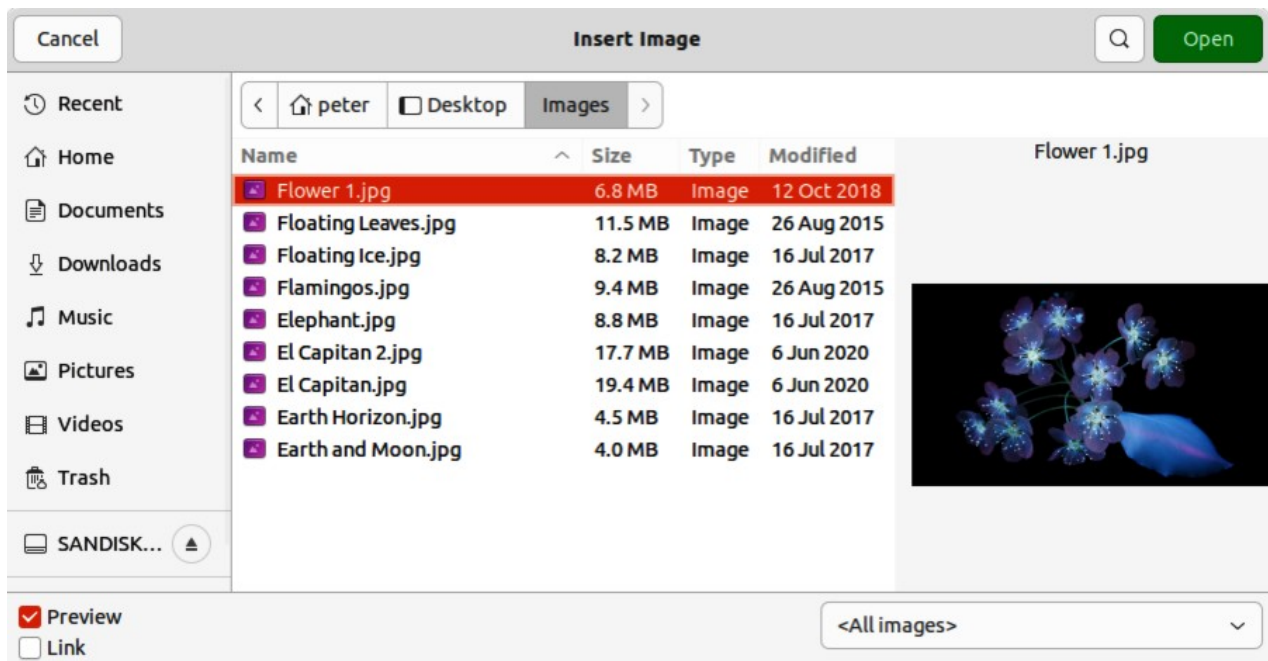 Cancel
Insert Image
Open
Recent
Home
Documents
Downloads
Music
Pictures
Videos
Trash
SANDISK...
peter Desktop Images
Name Size Type Modified
Flower 1.jpg 6.8 MB Image 12 Oct 2018
Floating Leaves.jpg 11.5 MB Image 26 Aug 2015
Floating Ice.jpg 8.2 MB Image 16 Jul 2017
Flamingos.jpg 9.4 MB Image 26 Aug 2015
Elephant.jpg 8.8 MB Image 16 Jul 2017
El Capitan 2.jpg 17.7 MB Image 6 Jun 2020
El Capitan.jpg 19.4 MB Image 6 Jun 2020
Earth Horizon.jpg 4.5 MB Image 16 Jul 2017
Earth and Moon.jpg 4.0 MB Image 16 Jul 2017
Flower 1.jpg
Preview
Link
<All images>